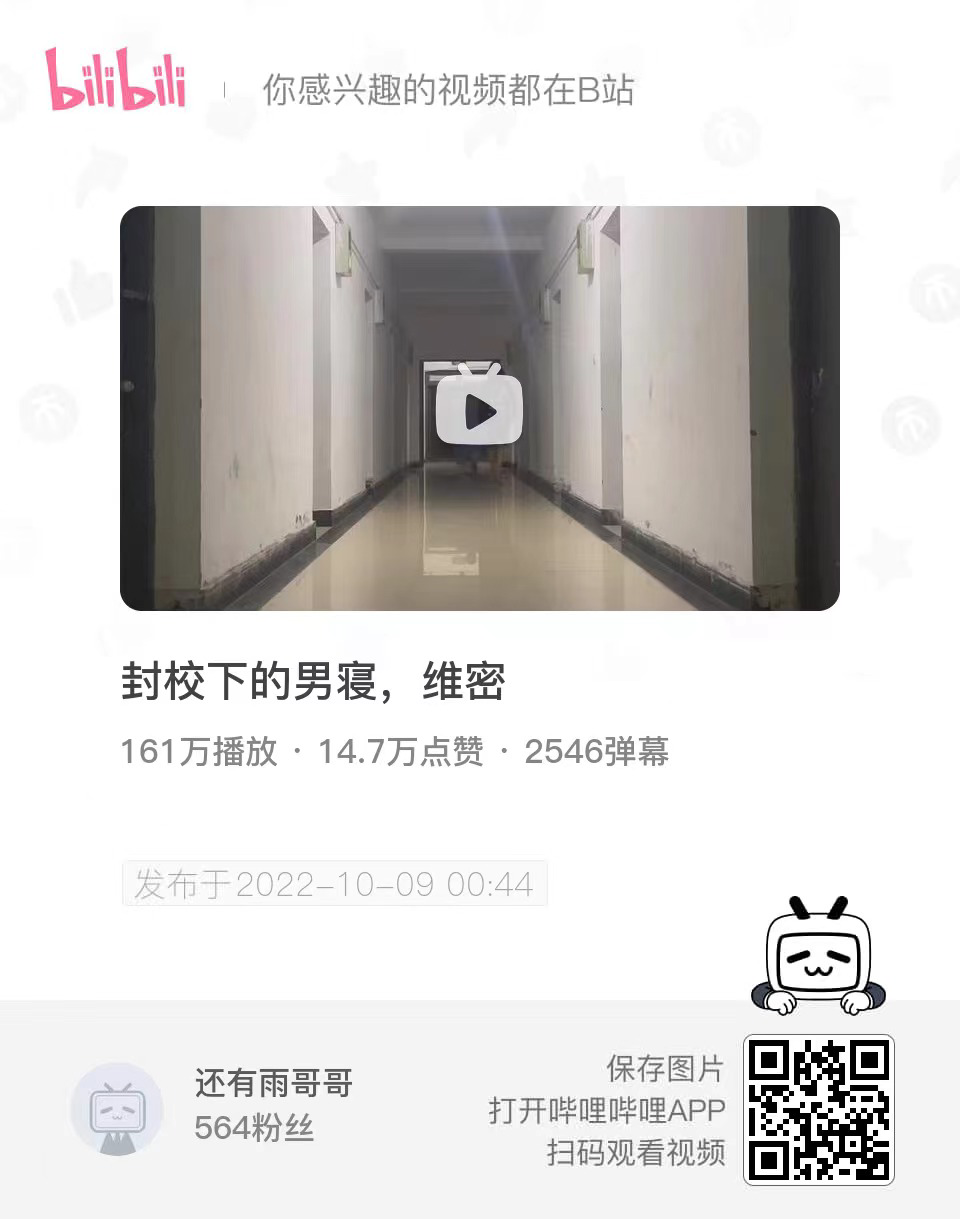 bilibili
你感兴趣的视频都在B站
封校下的男寝，维密
161万播放 · 14.7万点赞 · 2546弹幕
发布于2022-10-09 00:44
还有雨哥哥
564粉丝
保存图片
打开哔哩哔哩APP
扫码观看视频